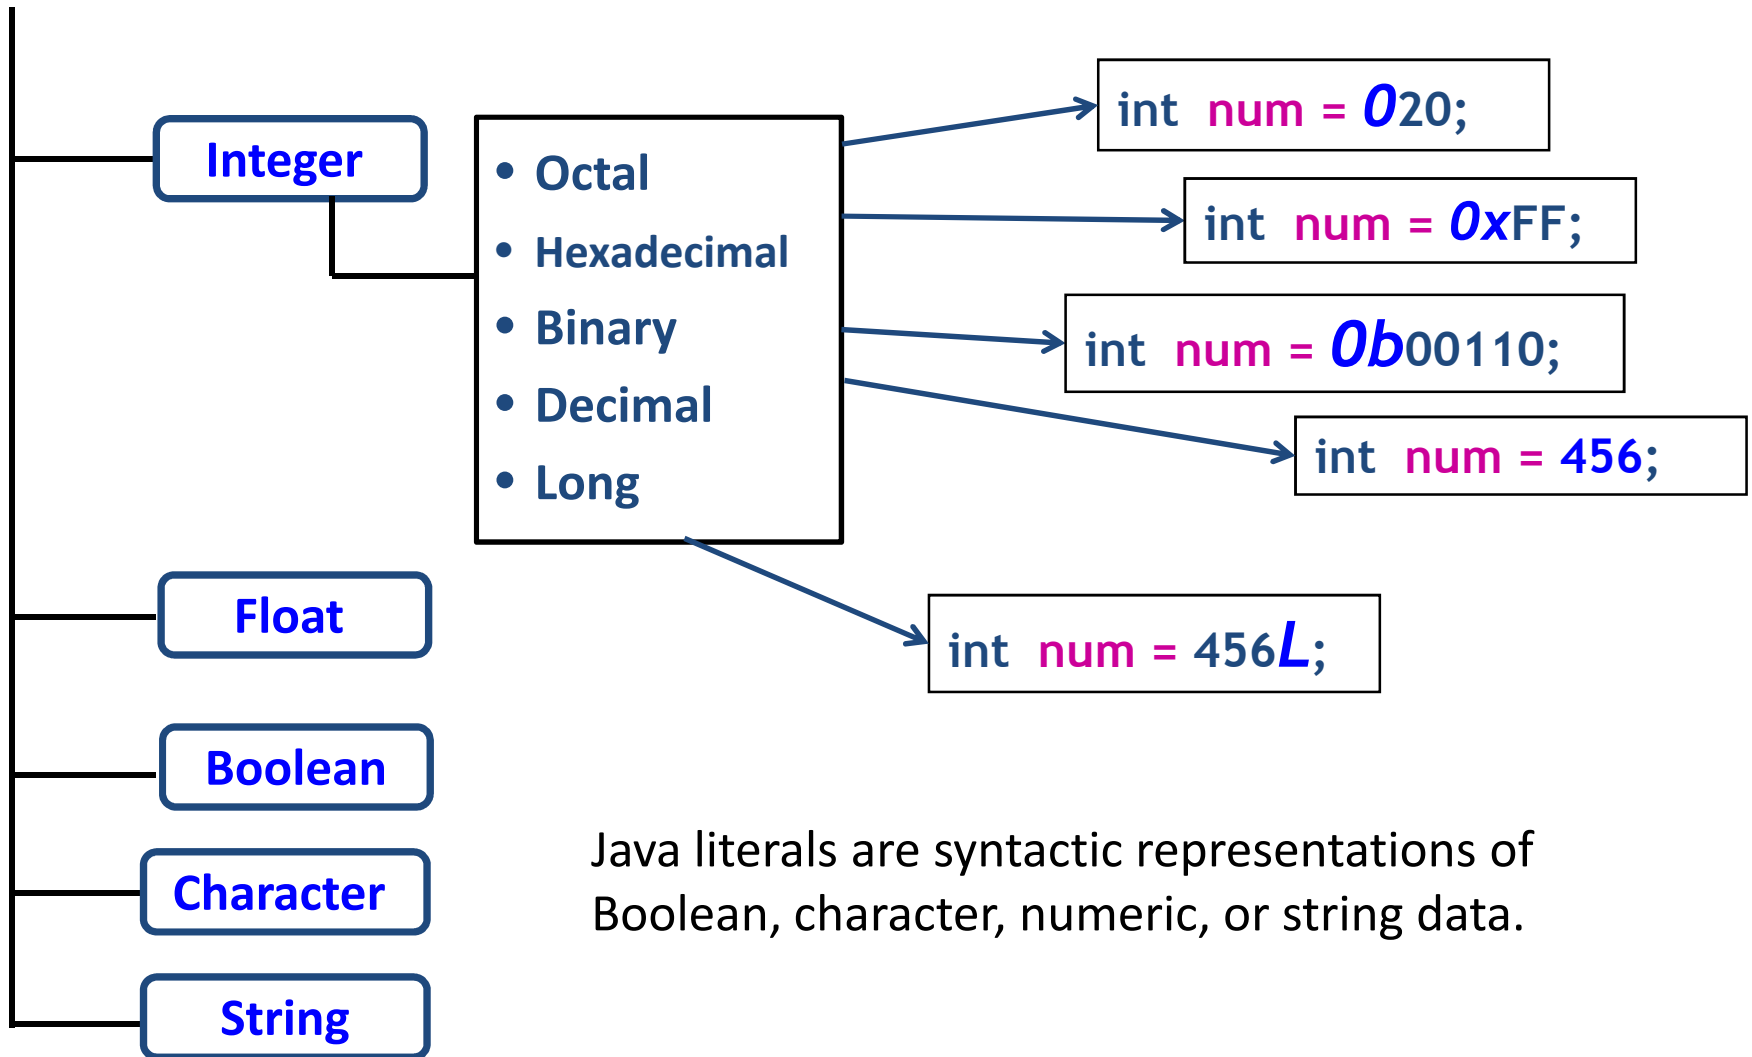 Integer
• Octal
• Hexadecimal
• Binary
• Decimal
• Long
int num = 020;
int num = 0xFF;
int num = 0b00110;
int num = 456;
int num = 456L;
Float
Boolean
Character
String
Java literals are syntactic representations of
Boolean, character, numeric, or string data.